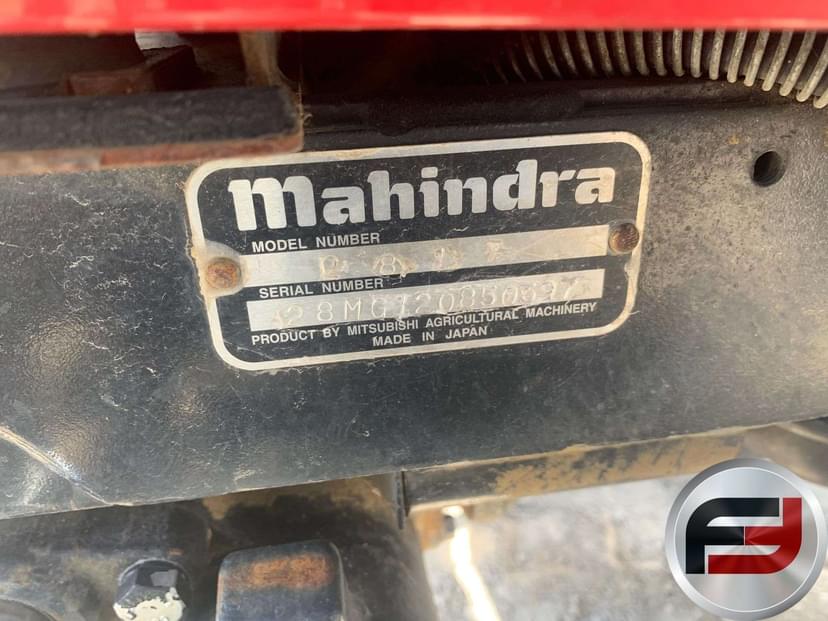 mahindra
MODEL NUMBER
SERIAL NUMBER
PRODUCT BY MITSUBISHI AGRICULTURAL MACHINERY
MADE IN JAPAN